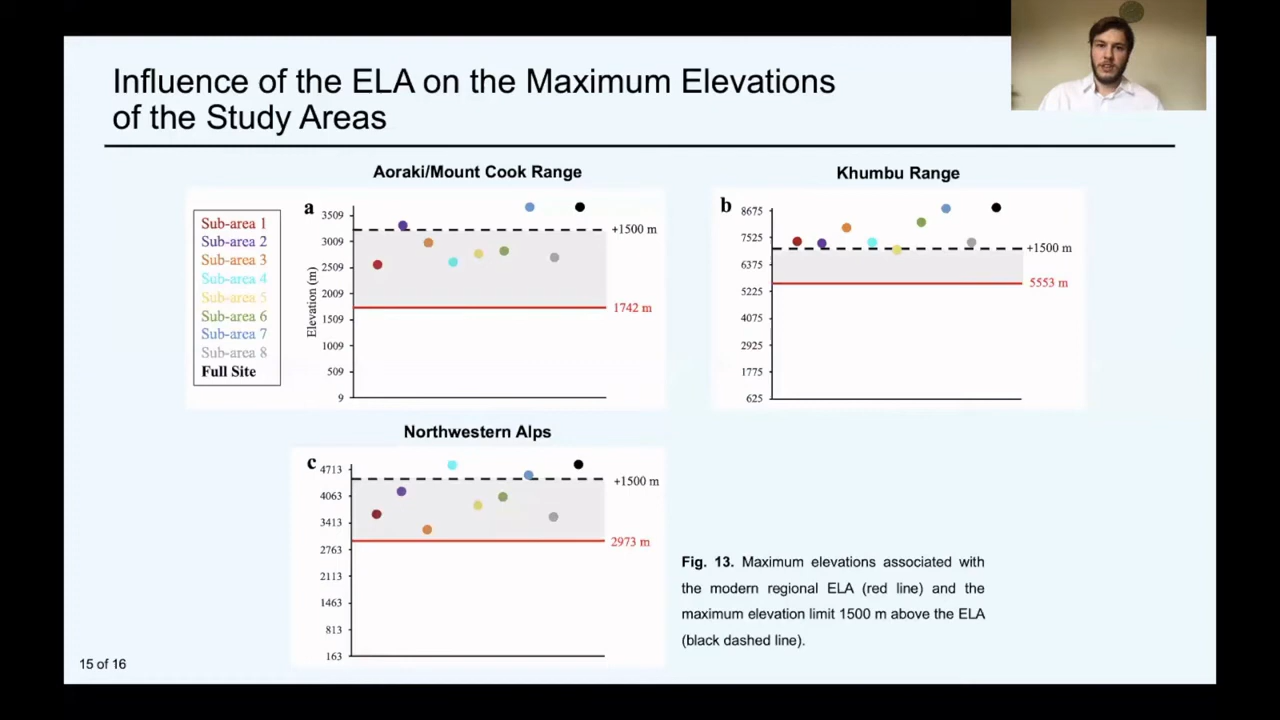 Influence of the ELA on the Maximum Elevations
of the Study Areas
Aoraki/Mount Cook Range
Sub-area 1
Sub-area 2
Sub-area 3
Sub-area 4
Sub-area 5
Sub-area 6
Sub-area 7
Sub-area 8
Full Site
a
Elevation (m)
3509
3009
2509
2009
1509
1009
509
9
+1500 m
1742 m
Khumbu Range
b
8675
7525
6375
5225
4075
2925
1775
625
+1500 m
5553 m
Northwestern Alps
c
4713
4063
3413
2763
2113
1463
813
163
+1500 m
2973 m
Fig. 13. Maximum elevations associated with
the modern regional ELA (red line) and the
maximum elevation limit 1500 m above the ELA
(black dashed line).
15 of 16